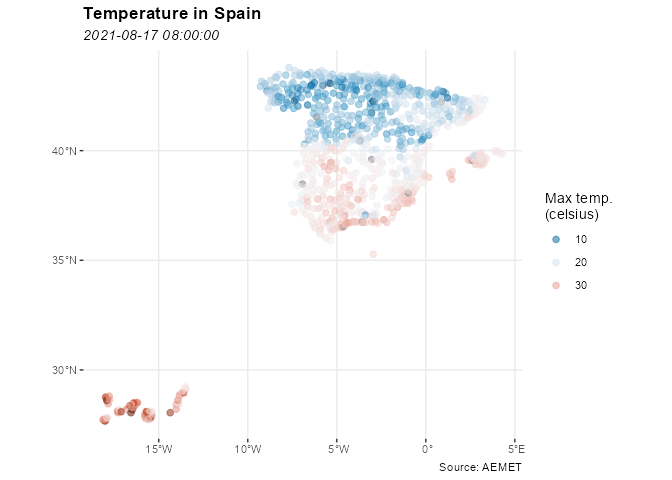 Temperature in Spain
2021-08-17 08:00:00
40°N
35°N
30°N
15°W
10°W
5°W
0°
5°E
Max temp.
(celsius)
10
20
30
Source: AEMET